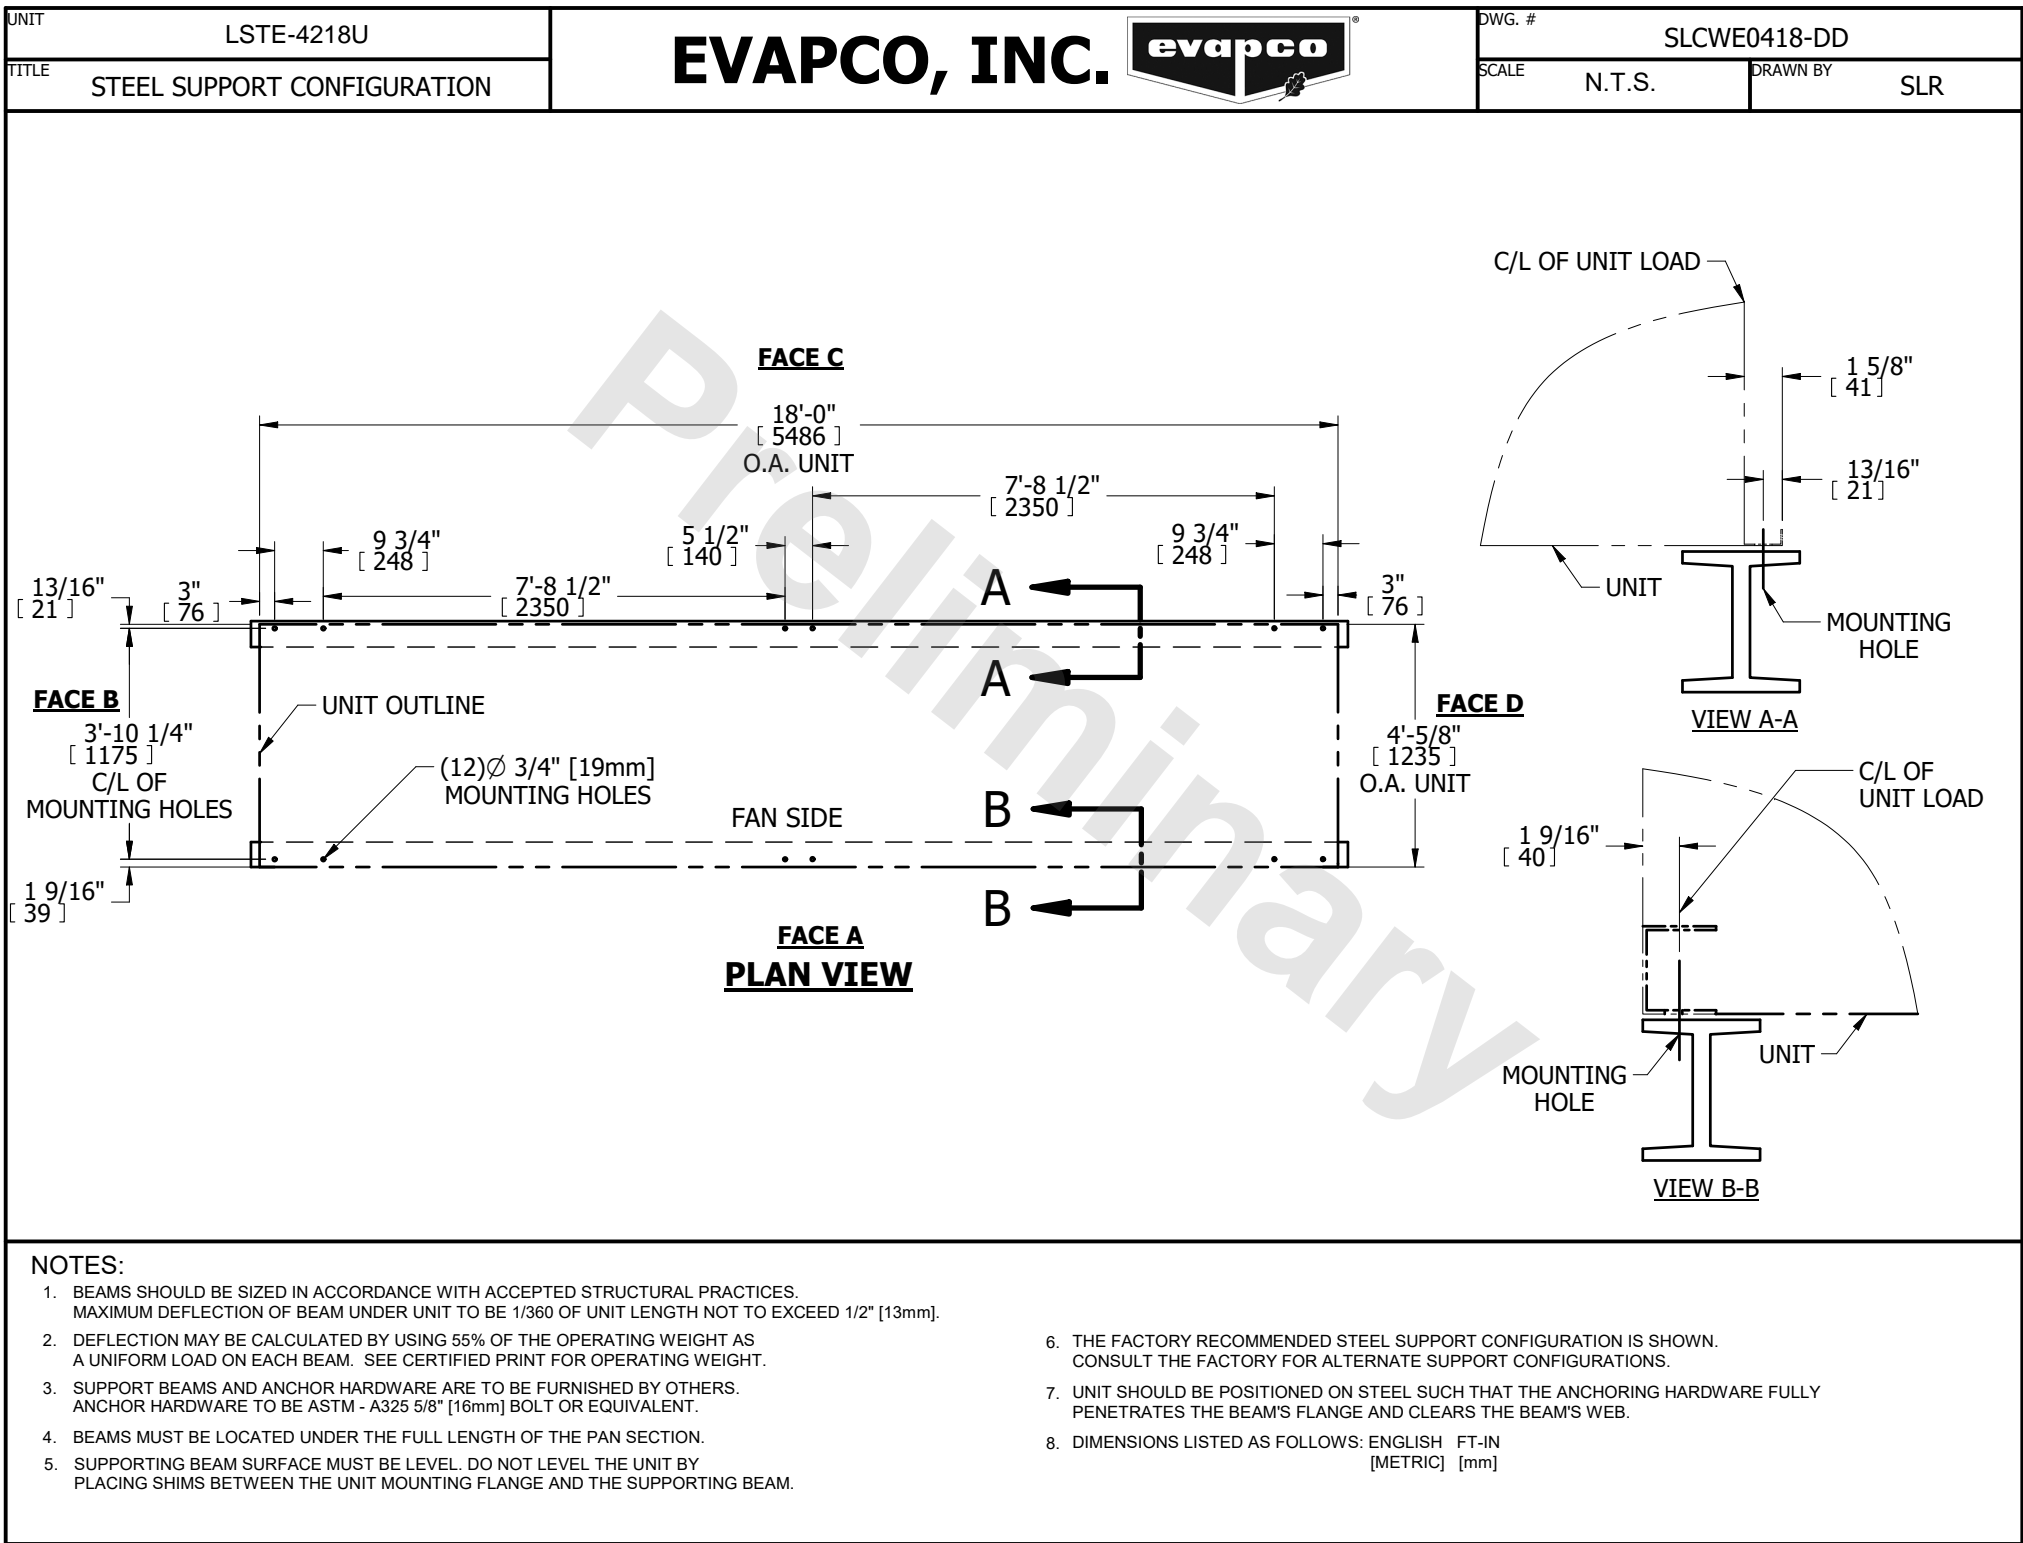 UNIT
LSTE-4218U
TITLE
STEEL SUPPORT CONFIGURATION
EVAPCO, INC.
evapco
®
DWG. #
SLCWE0418-DD
SCALE
N.T.S.
DRAWN BY
SLR
Preliminary
FACE C
18'-0"
[ 5486 ]
O.A. UNIT
7'-8 1/2"
[ 2350 ]
9 3/4"
[ 248 ]
5 1/2"
[ 140 ]
9 3/4"
[ 248 ]
13/16"
[ 21 ]
3"
[ 76 ]
7'-8 1/2"
[ 2350 ]
3"
[ 76 ]
A
A
FACE B
3'-10 1/4"
[ 1175 ]
C/L OF
MOUNTING HOLES
UNIT OUTLINE
(12)Ø 3/4" [19mm]
MOUNTING HOLES
FAN SIDE
B
B
FACE D
4'-5/8"
[ 1235 ]
O.A. UNIT
1 9/16"
[ 39 ]
FACE A
PLAN VIEW
C/L OF UNIT LOAD
1 5/8"
[ 41 ]
13/16"
[ 21 ]
UNIT
MOUNTING
HOLE
VIEW A-A
C/L OF
UNIT LOAD
1 9/16"
[ 40 ]
UNIT
MOUNTING
HOLE
VIEW B-B
NOTES:
1. BEAMS SHOULD BE SIZED IN ACCORDANCE WITH ACCEPTED STRUCTURAL PRACTICES.
MAXIMUM DEFLECTION OF BEAM UNDER UNIT TO BE 1/360 OF UNIT LENGTH NOT TO EXCEED 1/2" [13mm].
2. DEFLECTION MAY BE CALCULATED BY USING 55% OF THE OPERATING WEIGHT AS
A UNIFORM LOAD ON EACH BEAM. SEE CERTIFIED PRINT FOR OPERATING WEIGHT.
3. SUPPORT BEAMS AND ANCHOR HARDWARE ARE TO BE FURNISHED BY OTHERS.
ANCHOR HARDWARE TO BE ASTM - A325 5/8" [16mm] BOLT OR EQUIVALENT.
4. BEAMS MUST BE LOCATED UNDER THE FULL LENGTH OF THE PAN SECTION.
5. SUPPORTING BEAM SURFACE MUST BE LEVEL. DO NOT LEVEL THE UNIT BY
PLACING SHIMS BETWEEN THE UNIT MOUNTING FLANGE AND THE SUPPORTING BEAM.
6. THE FACTORY RECOMMENDED STEEL SUPPORT CONFIGURATION IS SHOWN.
CONSULT THE FACTORY FOR ALTERNATE SUPPORT CONFIGURATIONS.
7. UNIT SHOULD BE POSITIONED ON STEEL SUCH THAT THE ANCHORING HARDWARE FULLY
PENETRATES THE BEAM'S FLANGE AND CLEARS THE BEAM'S WEB.
8. DIMENSIONS LISTED AS FOLLOWS: ENGLISH FT-IN
[METRIC] [mm]